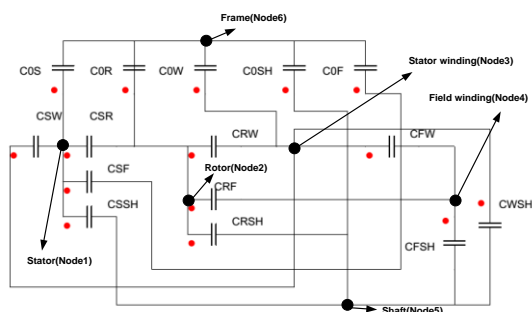 Frame(Node6)
Stator winding(Node3)
C0S
C0R
C0W
C0SH
C0F
Field winding(Node4)
CSW
CSR
CRW
CFW
CSF
Rotor(Node2)
CRF
CWSH
CSSH
CRSH
CFSH
Stator(Node1)
Shaft(Node5)